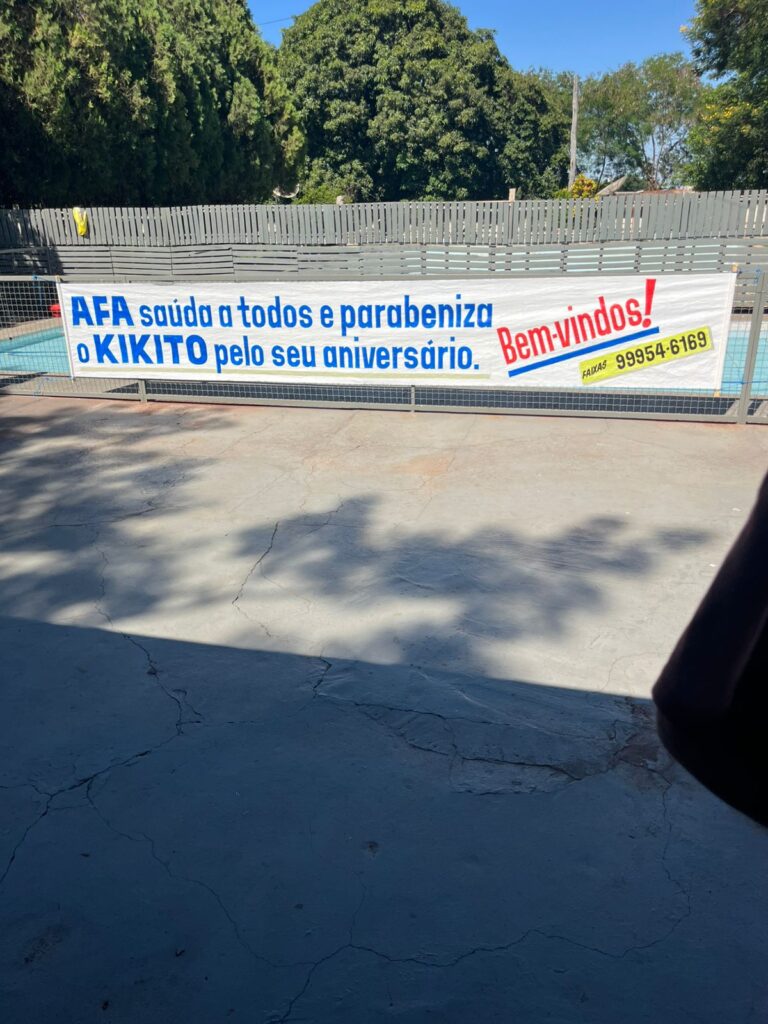 AFA saúda a todos e parabeniza
o KIKITO pelo seu aniversário.
Bem-vindos!
FAIXAS 99954-6169